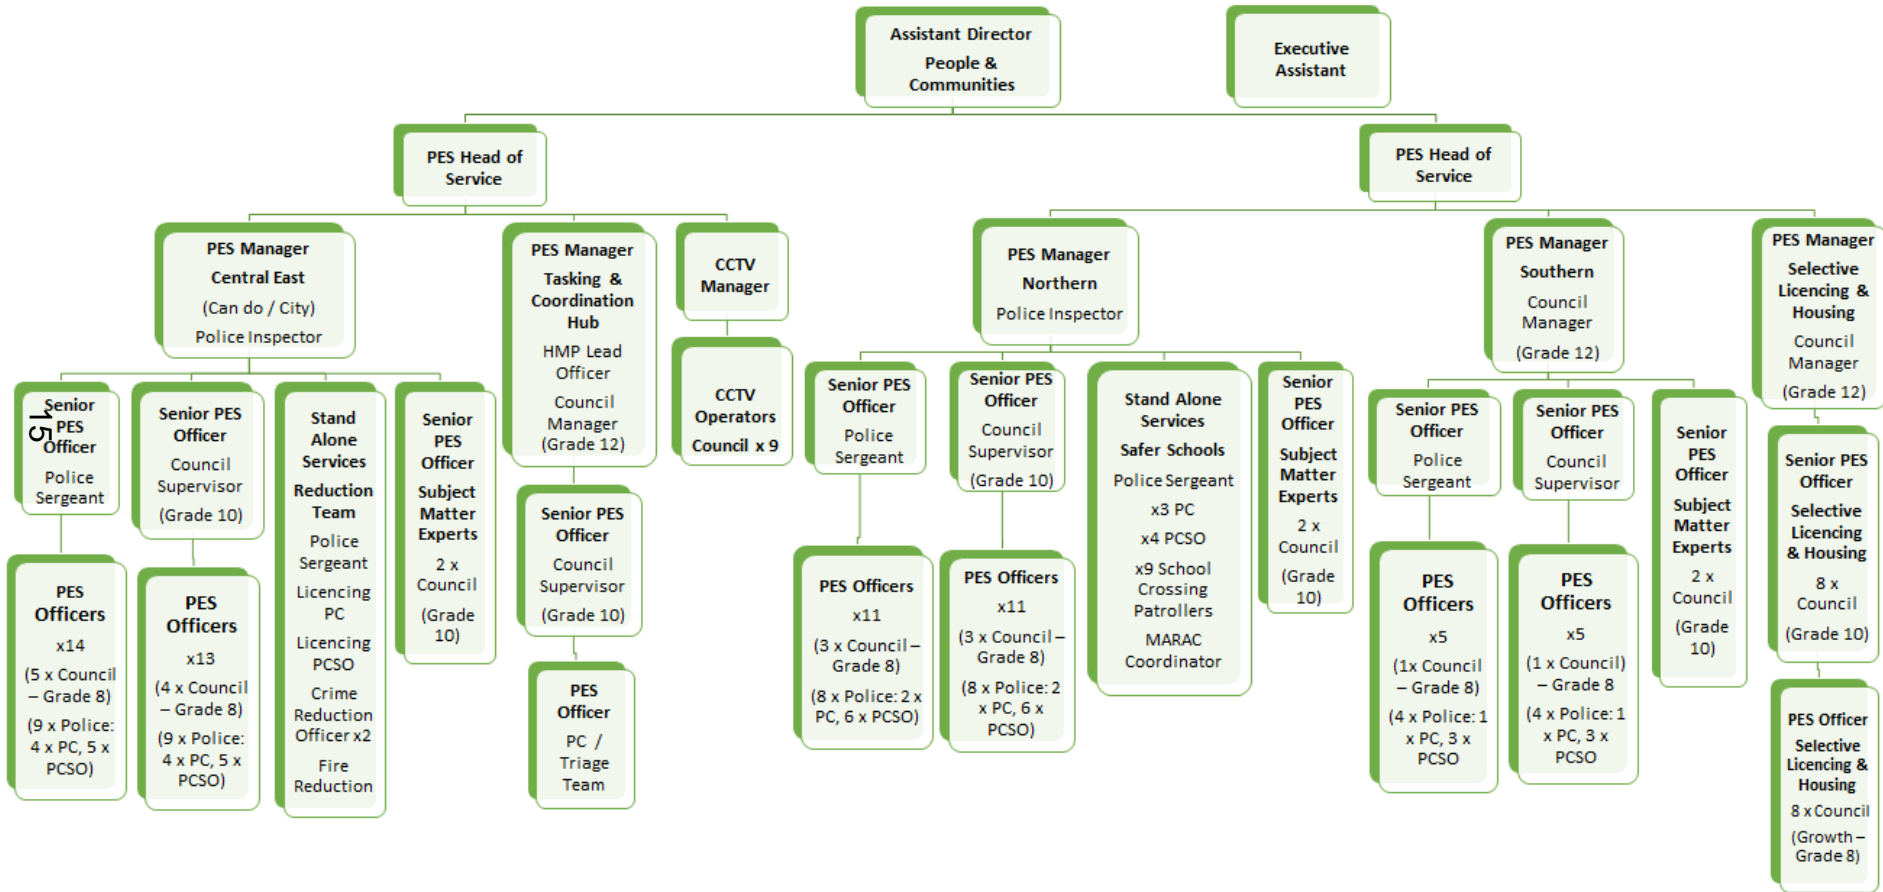 Assistant Director
People &
Communities
Executive
Assistant
PES Head of
Service
PES Head of
Service
PES Manager
Central East
(Can do / City)
Police Inspector
PES Manager
Tasking &
Coordination
Hub
HMP Lead
Officer
Council
Manager
(Grade 12)
CCTV
Manager
CCTV
Operators
Council x 9
PES Manager
Northern
Police Inspector
PES Manager
Southern
Council
Manager
(Grade 12)
PES Manager
Selective
Licencing &
Housing
Council
Manager
(Grade 12)
Senior
PES
Officer
Police
Sergeant
15
Senior PES
Officer
Council
Supervisor
(Grade 10)
Stand
Alone
Services
Reduction
Team
Police
Sergeant
Licencing
PC
Licencing
PCSO
Crime
Reduction
Officer x2
Fire
Reduction
Senior
PES
Officer
Subject
Matter
Experts
2 x
Council
(Grade
10)
Senior PES
Officer
Council
Supervisor
(Grade 10)
PES
Officer
PC /
Triage
Team
PES
Officers
x14
(5 x Council
– Grade 8)
(9 x Police:
4 x PC, 5 x
PCSO)
PES
Officers
x13
(4 x Council
– Grade 8)
(9 x Police:
4 x PC, 5 x
PCSO)
Senior PES
Officer
Police
Sergeant
Senior PES
Officer
Council
Supervisor
(Grade 10)
Stand Alone
Services
Safer Schools
Police Sergeant
x3 PC
x4 PCSO
x9 School
Crossing
Patrollers
MARAC
Coordinator
Senior
PES
Officer
Subject
Matter
Experts
2 x
Council
(Grade
10)
PES Officers
x11
(3 x Council –
Grade 8)
(8 x Police: 2 x
PC, 6 x PCSO)
PES Officers
x11
(3 x Council –
Grade 8)
(8 x Police: 2
x PC, 6 x
PCSO)
Senior PES
Officer
Police
Sergeant
Senior PES
Officer
Council
Supervisor
Senior
PES
Officer
Subject
Matter
Experts
2 x
Council
(Grade
10)
PES
Officers
x5
(1x Council
– Grade 8)
(4 x Police: 1
x PC, 3 x
PCSO
PES
Officers
x5
(1 x Council)
– Grade 8
(4 x Police: 1
x PC, 3 x
PCSO
Senior PES
Officer
Selective
Licencing
& Housing
8 x
Council
(Grade 10)
PES Officer
Selective
Licencing &
Housing
8 x Council
(Growth –
Grade 8)